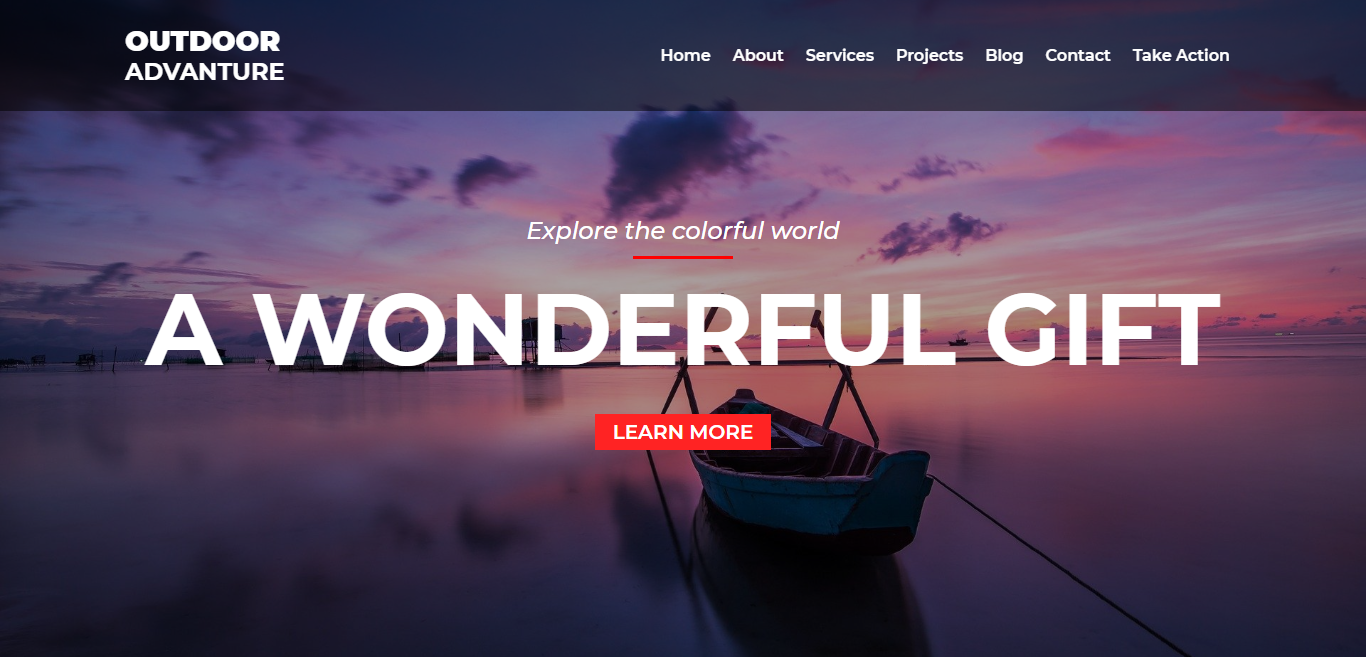 OUTDOOR
ADVANTURE
Home About Services Projects Blog Contact Take Action
Explore the colorful world
A WONDERFUL GIFT
LEARN MORE